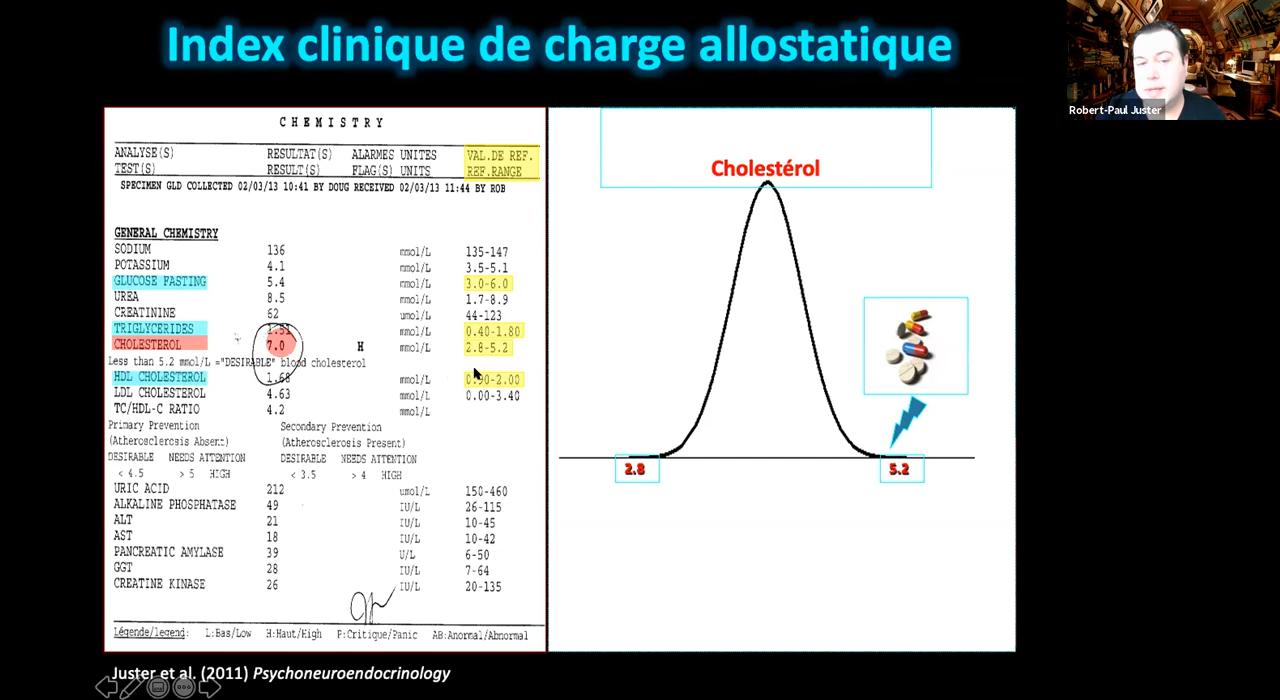 Index clinique de charge allostatique
Robert-Paul Juster
CHEMISTRY
ANALYSE(S) RESULTAT(S) ALARMES UNITES VAL.DE REF.
TEST(S) RESULT(S) FLAG(S) UNITS REF.RANGE
SPECIMEN GLD COLLECTED 02/03/13 10:41 BY DOUG RECEIVED 02/03/13 11:44 BY ROB
GENERAL CHEMISTRY
SODIUM 136 mmol/L 135-147
POTASSIUM 4.1 mmol/L 3.5-5.1
GLUCOSE FASTING 5.4 mmol/L 3.0-6.0
UREA 8.5 mmol/L 1.7-8.9
CREATININE 62 umol/L 44-123
TRIGLYCERIDES 1.51 mmol/L 0.40-1.80
CHOLESTEROL 7.0 H mmol/L 2.8-5.2
Less than 5.2 mmol/L ="DESIRABLE" blood cholesterol
HDL CHOLESTEROL 1.68 mmol/L 0.90-2.00
LDL CHOLESTEROL 4.63 mmol/L 0.00-3.40
TC/HDL-C RATIO 4.2 mmol/L
Primary Prevention Secondary Prevention
(Atherosclerosis Absent) (Atherosclerosis Present)
DESIRABLE NEEDS ATTENTION DESIRABLE NEEDS ATTENTION
< 4.5 > 5 HIGH < 3.5 > 4 HIGH
URIC ACID 212 umol/L 150-460
ALKALINE PHOSPHATASE 49 IU/L 26-115
ALT 21 IU/L 10-45
AST 18 IU/L 10-42
PANCREATIC AMYLASE 39 U/L 6-50
GGT 28 IU/L 7-64
CREATINE KINASE 26 IU/L 20-135
Légende/legend: L:Bas/Low H:Haut/High P:Critique/Panic AB:Anormal/Abnormal
Cholestérol
2.8
5.2
Juster et al. (2011) Psychoneuroendocrinology